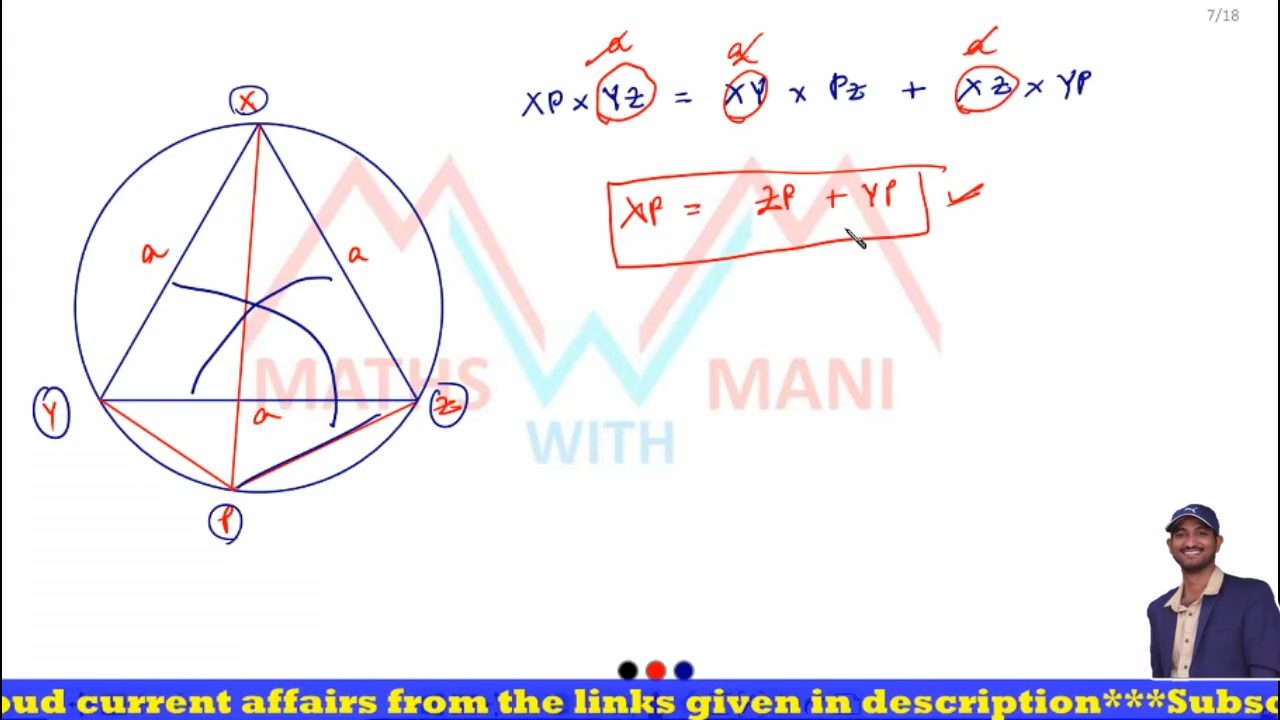 7/18
a a a
XP × YZ = XY × PZ + XZ × YP
XP = ZP + YP
X
a a
Y a Z
P
MATHS WITH MANI
oud current affairs from the links given in description***Subsc